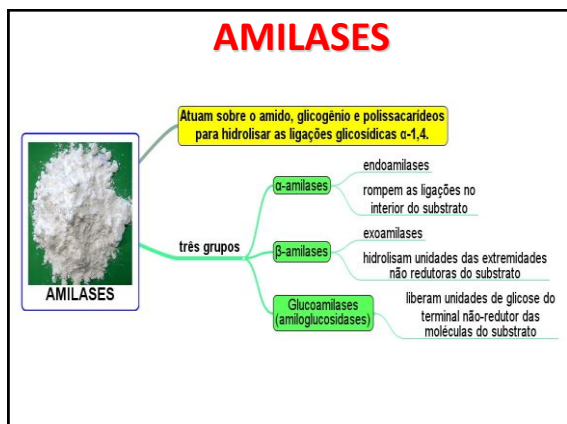 AMILASES
Atuam sobre o amido, glicogênio e polissacarídeos
para hidrolisar as ligações glicosídicas α-1,4.
AMILASES
três grupos
α-amilases
endoamilases
rompem as ligações no
interior do substrato
β-amilases
exoamilases
hidrolisam unidades das extremidades
não redutoras do substrato
Glucoamilases
(amiloglucosidases)
liberam unidades de glicose do
terminal não-redutor das
moléculas do substrato